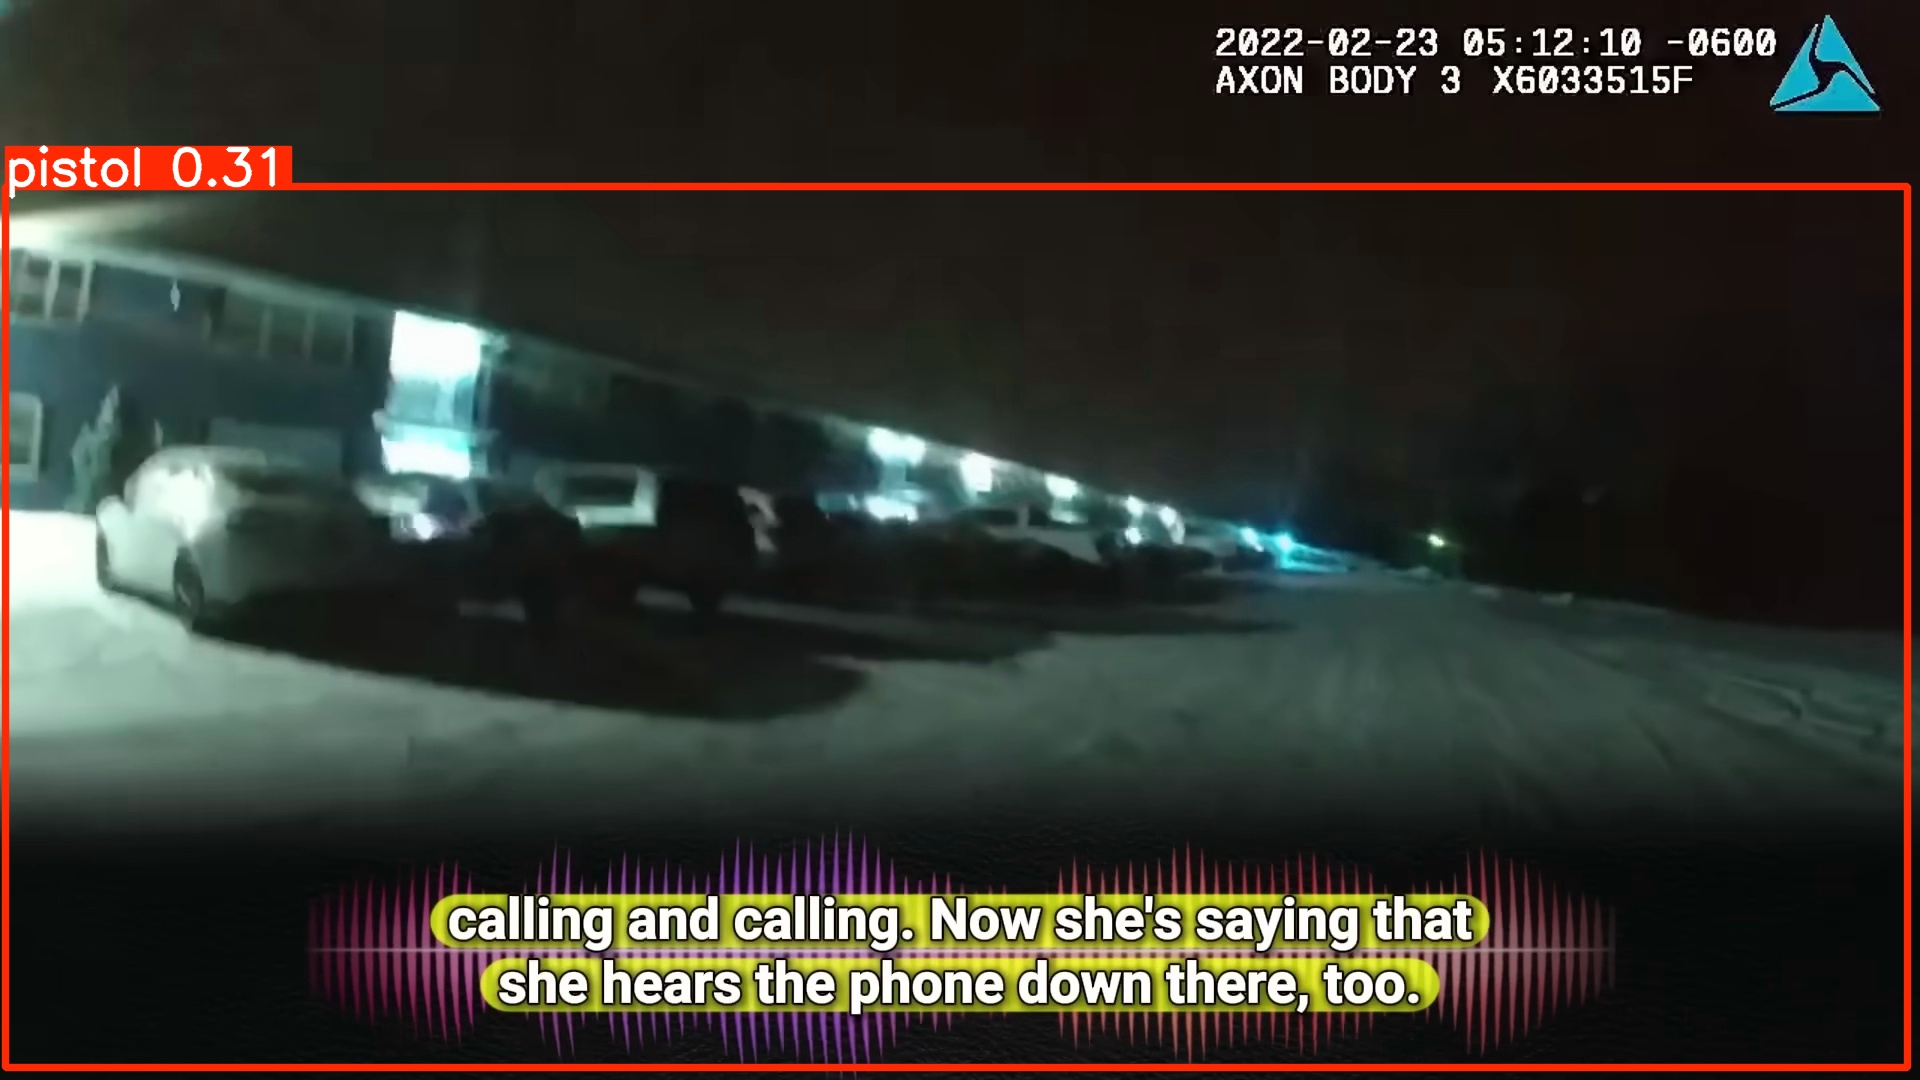 2022-02-23 05:12:10 -0600
AXON BODY 3 X6033515F
pistol 0.31
calling and calling. Now she's saying that
she hears the phone down there, too.